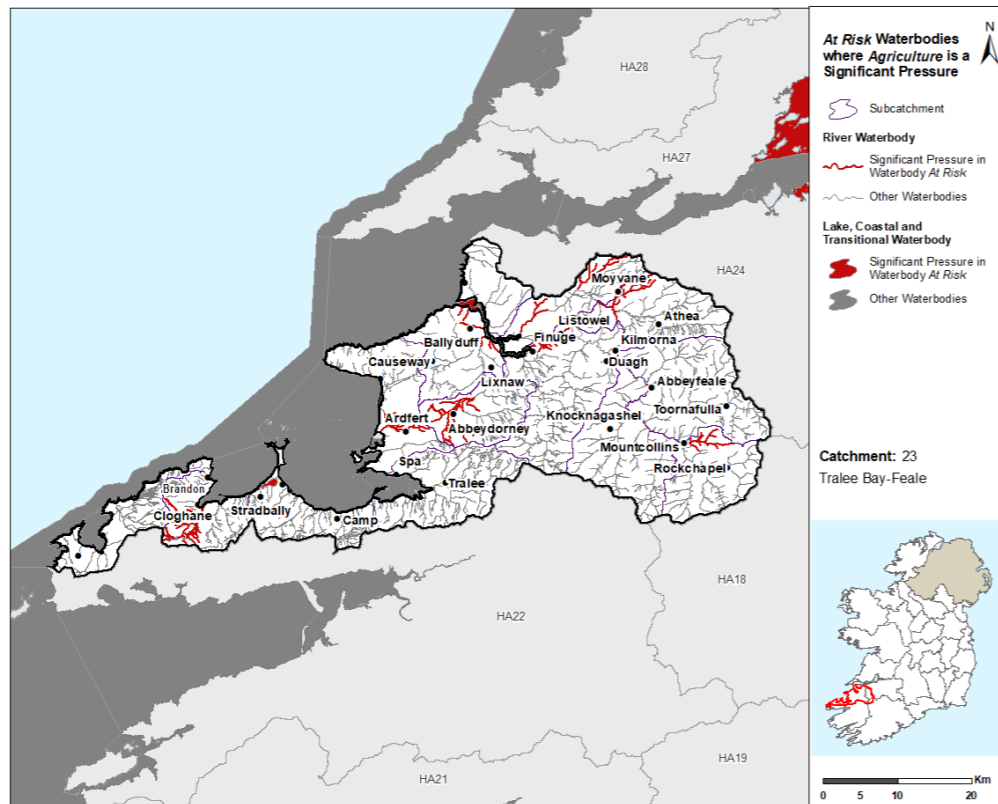 HA28
HA27
HA24
Moyvane
Athea
Listowel
Ballyduff
Finuge
Kilmorna
Causeway
Duagh
Lixnaw
Abbeyfeale
Toornafulla
Ardfert
Knocknagashel
Abbeydorney
Mountcollins
Spa
Rockchapel
Tralee
Brandon
Cloghane
Stradbally
Camp
HA18
HA22
HA21
HA19
N
At Risk Waterbodies
where Agriculture is a
Significant Pressure
Subcatchment
River Waterbody
Significant Pressure in
Waterbody At Risk
Other Waterbodies
Lake, Coastal and
Transitional Waterbody
Significant Pressure in
Waterbody At Risk
Other Waterbodies
Catchment: 23
Tralee Bay-Feale
Km
0 5 10 20